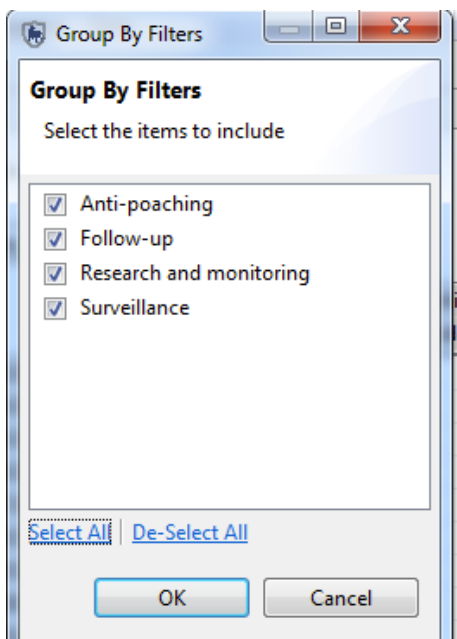 Group By Filters
Group By Filters
Select the items to include
Anti-poaching
Follow-up
Research and monitoring
Surveillance
Select All De-Select All
OK Cancel